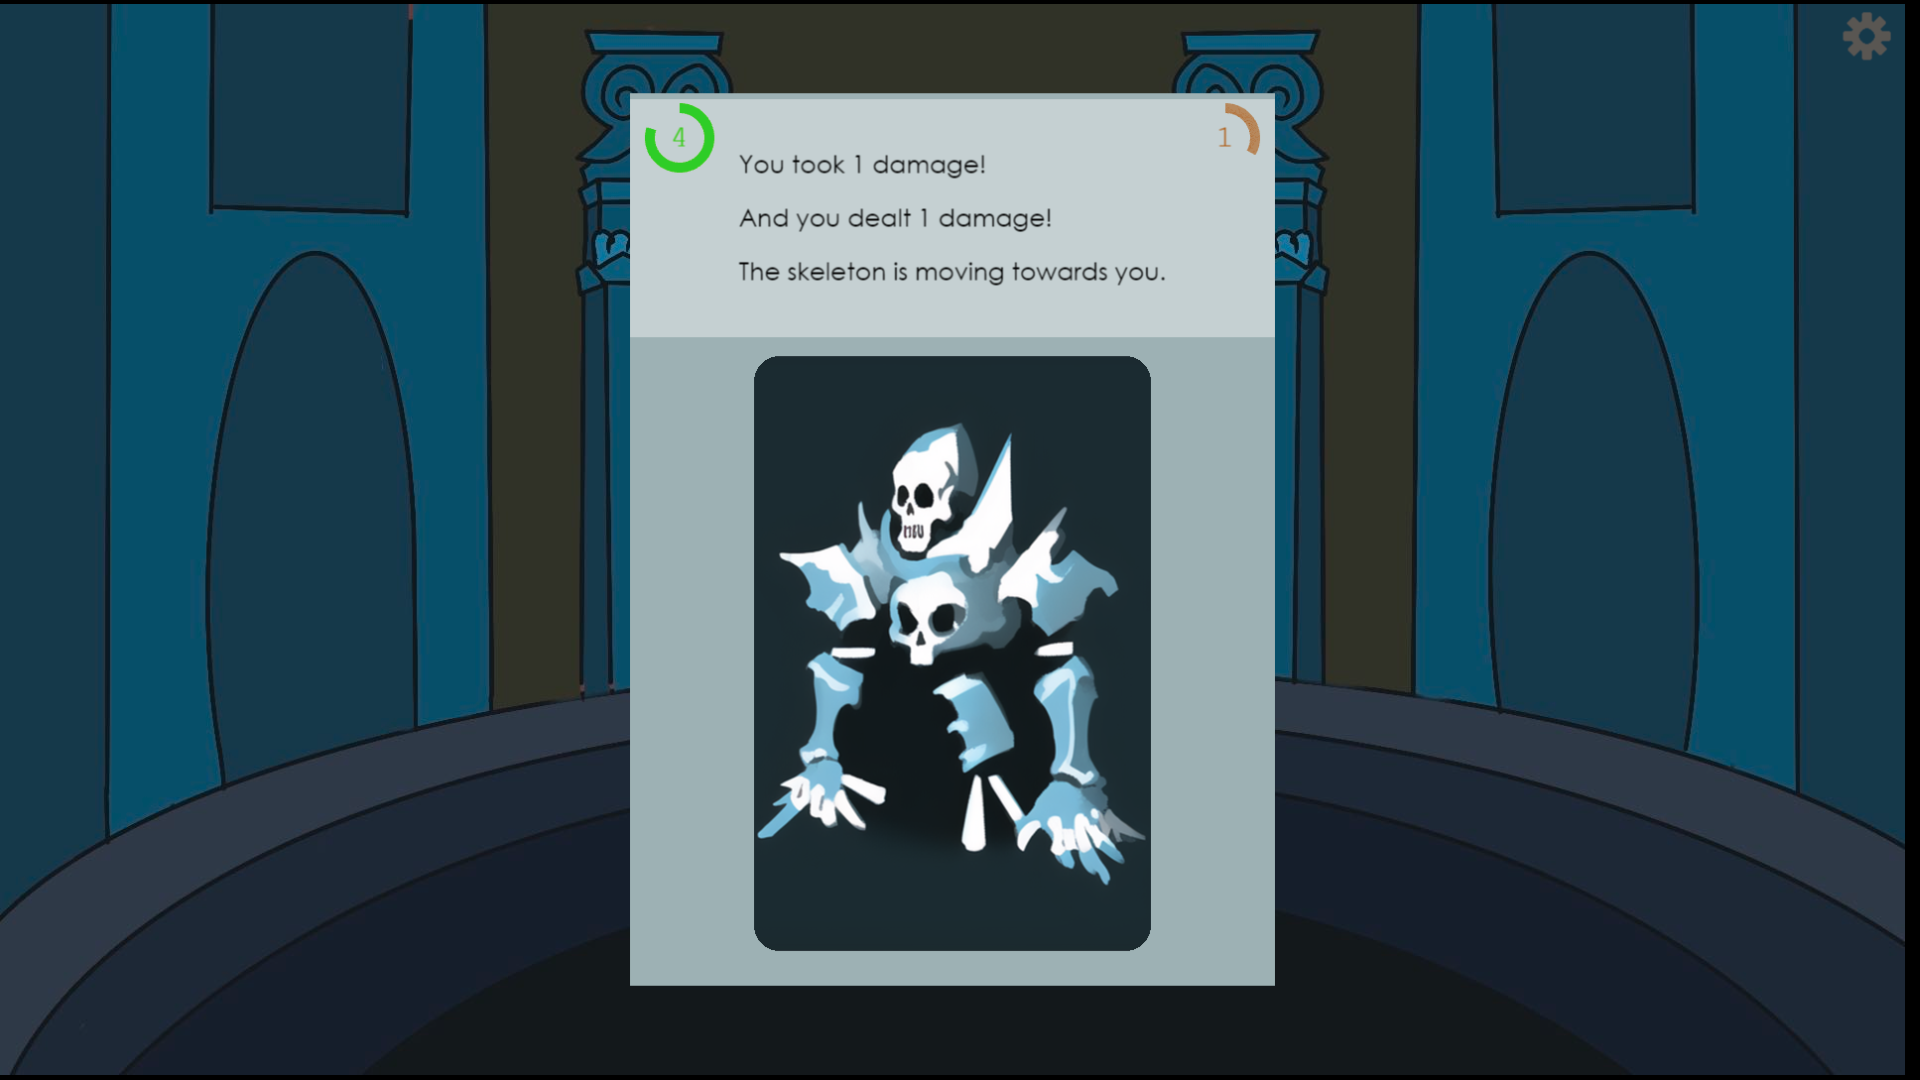 4
1
You took 1 damage!
And you dealt 1 damage!
The skeleton is moving towards you.